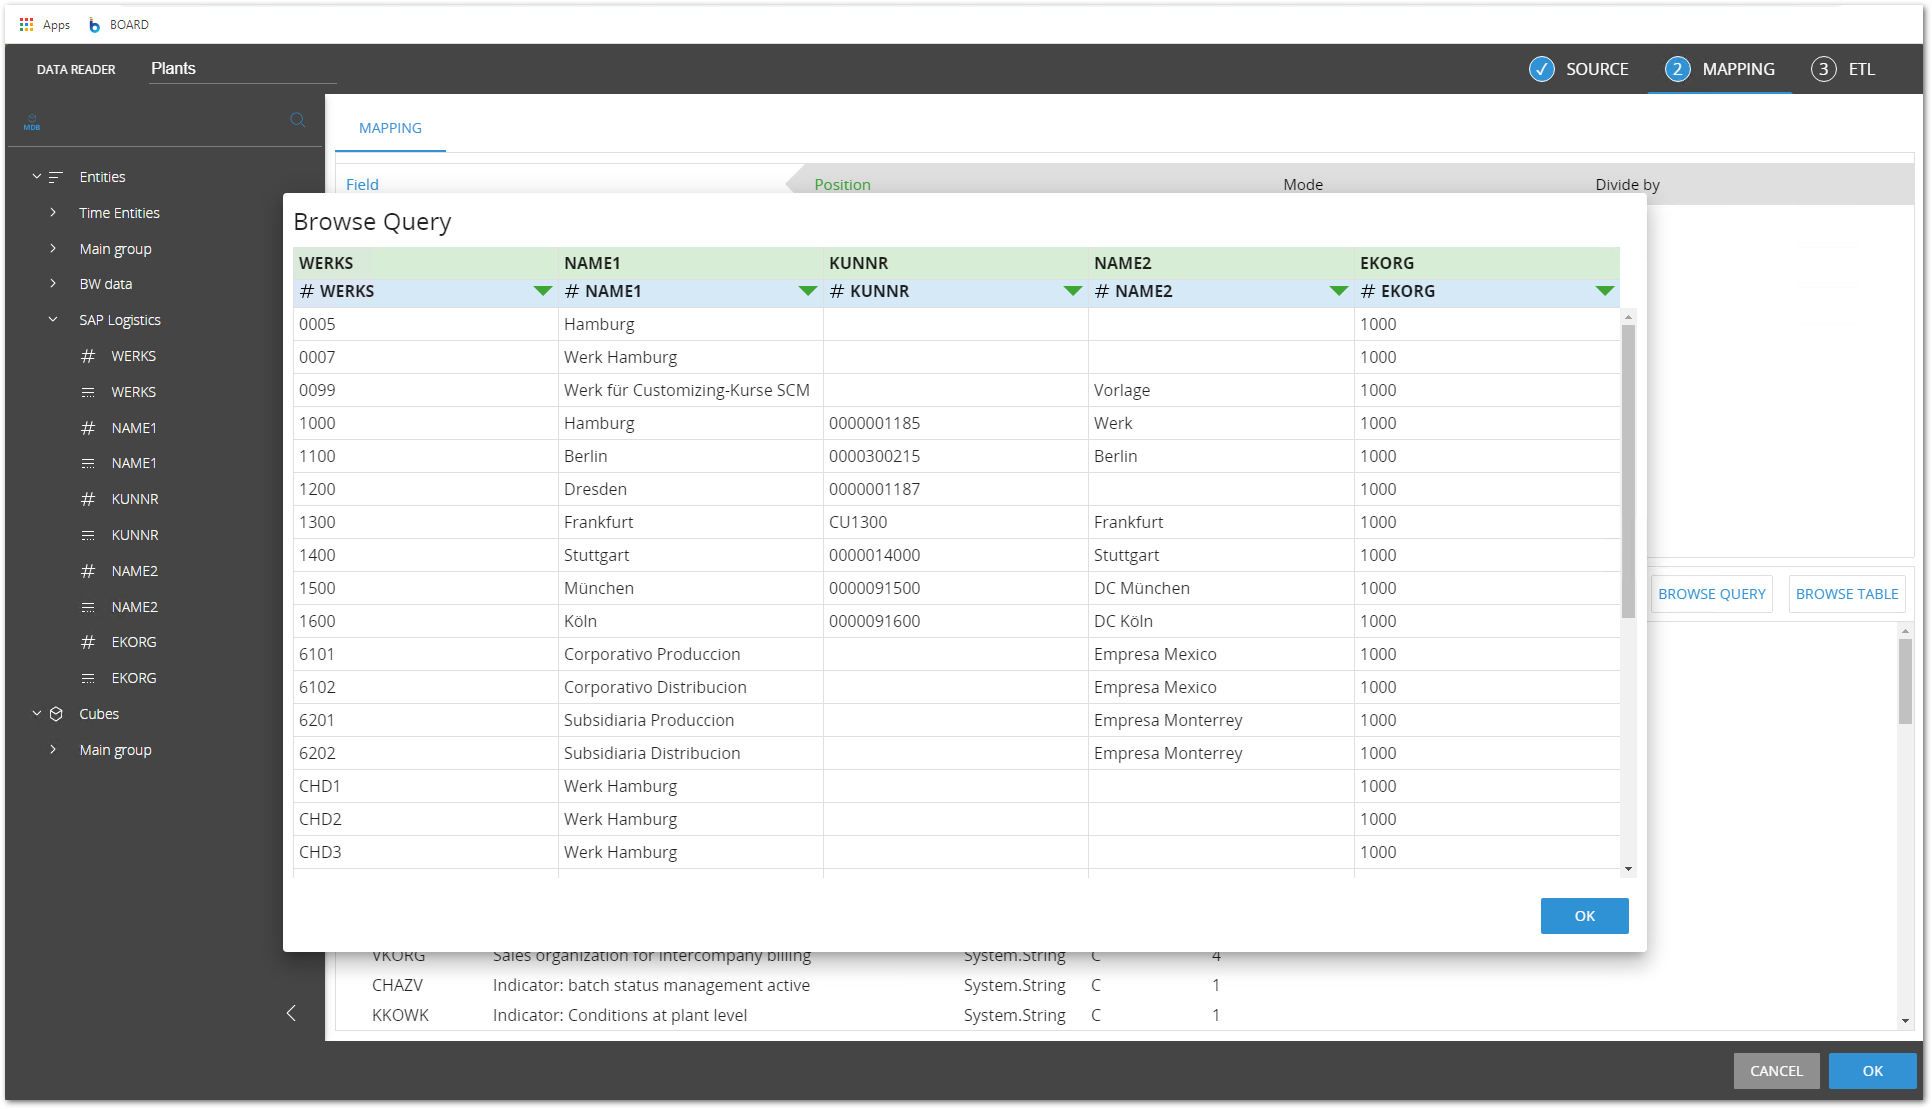 Apps BOARD
DATA READER Plants SOURCE 2 MAPPING 3 ETL
MDB
MAPPING
Field Position Mode Divide by
Entities
Time Entities
Main group
BW data
SAP Logistics
# WERKS
WERKS
# NAME1
NAME1
# KUNNR
KUNNR
# NAME2
NAME2
# EKORG
EKORG
Cubes
Main group
Browse Query
WERKS NAME1 KUNNR NAME2 EKORG
# WERKS # NAME1 # KUNNR # NAME2 # EKORG
0005 Hamburg 1000
0007 Werk Hamburg 1000
0099 Werk für Customizing-Kurse SCM Vorlage 1000
1000 Hamburg 0000001185 Werk 1000
1100 Berlin 0000300215 Berlin 1000
1200 Dresden 0000001187 1000
1300 Frankfurt CU1300 Frankfurt 1000
1400 Stuttgart 0000014000 Stuttgart 1000
1500 München 0000091500 DC München 1000
1600 Köln 0000091600 DC Köln 1000
6101 Corporativo Produccion Empresa Mexico 1000
6102 Corporativo Distribucion Empresa Mexico 1000
6201 Subsidiaria Produccion Empresa Monterrey 1000
6202 Subsidiaria Distribucion Empresa Monterrey 1000
CHD1 Werk Hamburg 1000
CHD2 Werk Hamburg 1000
CHD3 Werk Hamburg 1000
OK
BROWSE QUERY BROWSE TABLE
VKORG Sales organization for intercompany billing System.String C 4
CHAZV Indicator: batch status management active System.String C 1
KKOWK Indicator: Conditions at plant level System.String C 1
CANCEL OK